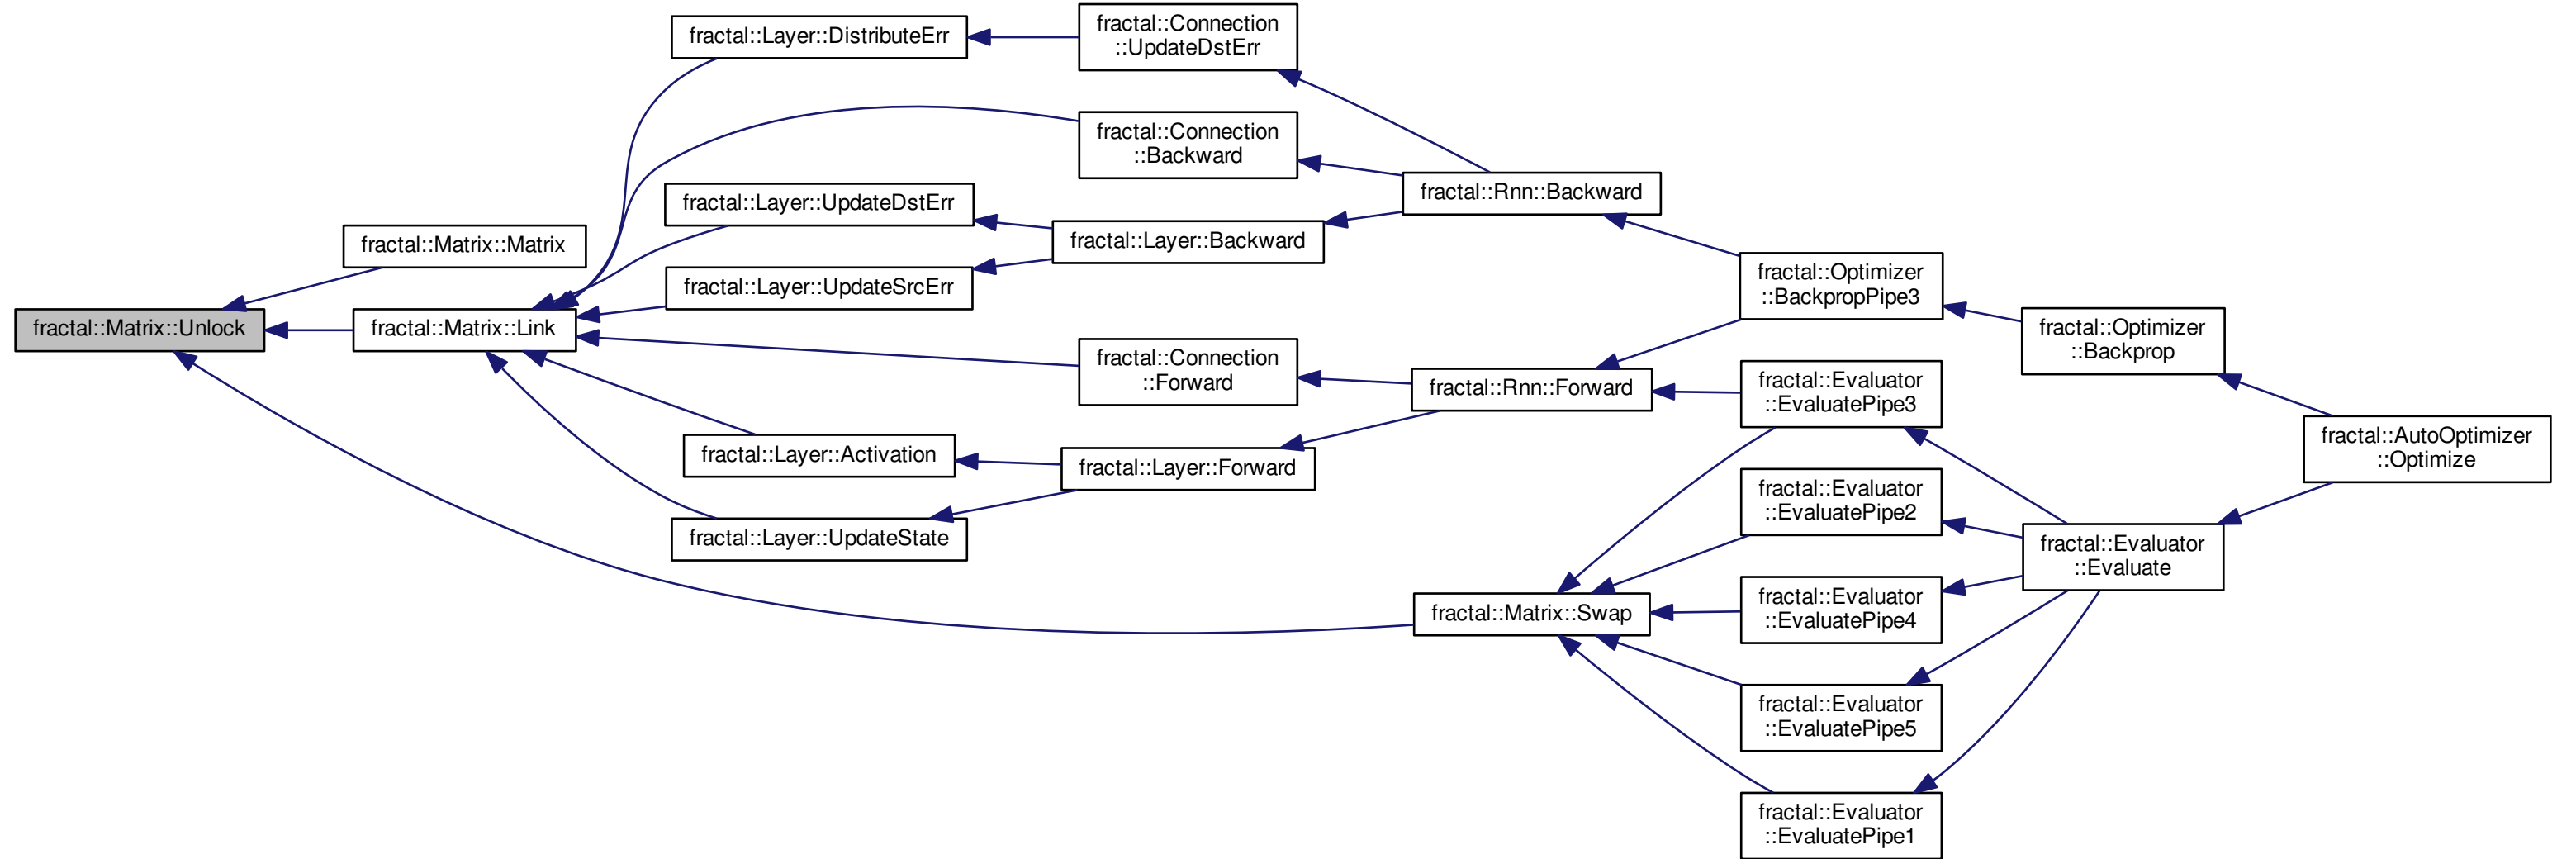 fractal::Matrix::Unlock
fractal::Matrix::Matrix
fractal::Matrix::Link
fractal::Layer::DistributeErr
fractal::Connection
::UpdateDstErr
fractal::Connection
::Backward
fractal::Layer::UpdateDstErr
fractal::Layer::Backward
fractal::Layer::UpdateSrcErr
fractal::Rnn::Backward
fractal::Connection
::Forward
fractal::Layer::Activation
fractal::Layer::Forward
fractal::Layer::UpdateState
fractal::Rnn::Forward
fractal::Matrix::Swap
fractal::Optimizer
::BackpropPipe3
fractal::Evaluator
::EvaluatePipe3
fractal::Evaluator
::EvaluatePipe2
fractal::Evaluator
::EvaluatePipe4
fractal::Evaluator
::EvaluatePipe5
fractal::Evaluator
::EvaluatePipe1
fractal::Optimizer
::Backprop
fractal::Evaluator
::Evaluate
fractal::AutoOptimizer
::Optimize